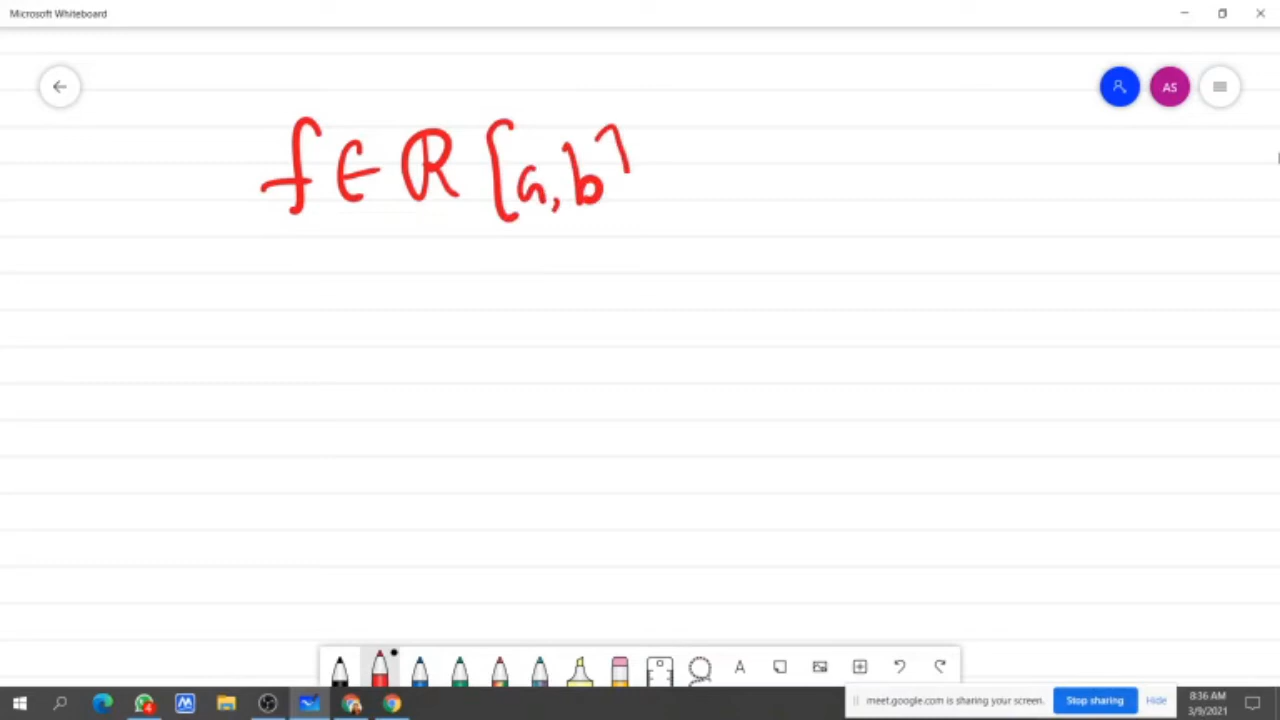 Microsoft Whiteboard
AS
f ∈ ℝ [a, b]
A
4
meet.google.com is sharing your screen.
Stop sharing
Hide
8:36 AM
3/9/2021